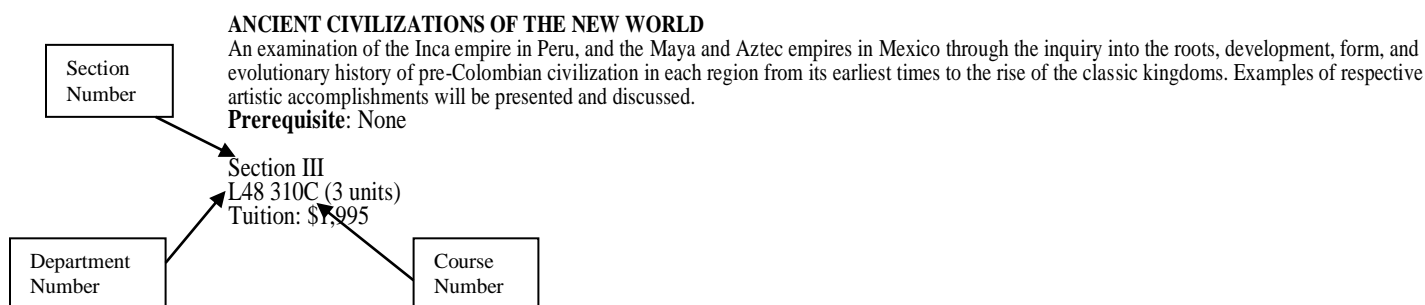 ANCIENT CIVILIZATIONS OF THE NEW WORLD
An examination of the Inca empire in Peru, and the Maya and Aztec empires in Mexico through the inquiry into the roots, development, form, and
evolutionary history of pre-Colombian civilization in each region from its earliest times to the rise of the classic kingdoms. Examples of respective
artistic accomplishments will be presented and discussed.
Prerequisite: None
Section
Number
Section III
L48 310C (3 units)
Tuition: $1,995
Department
Number
Course
Number